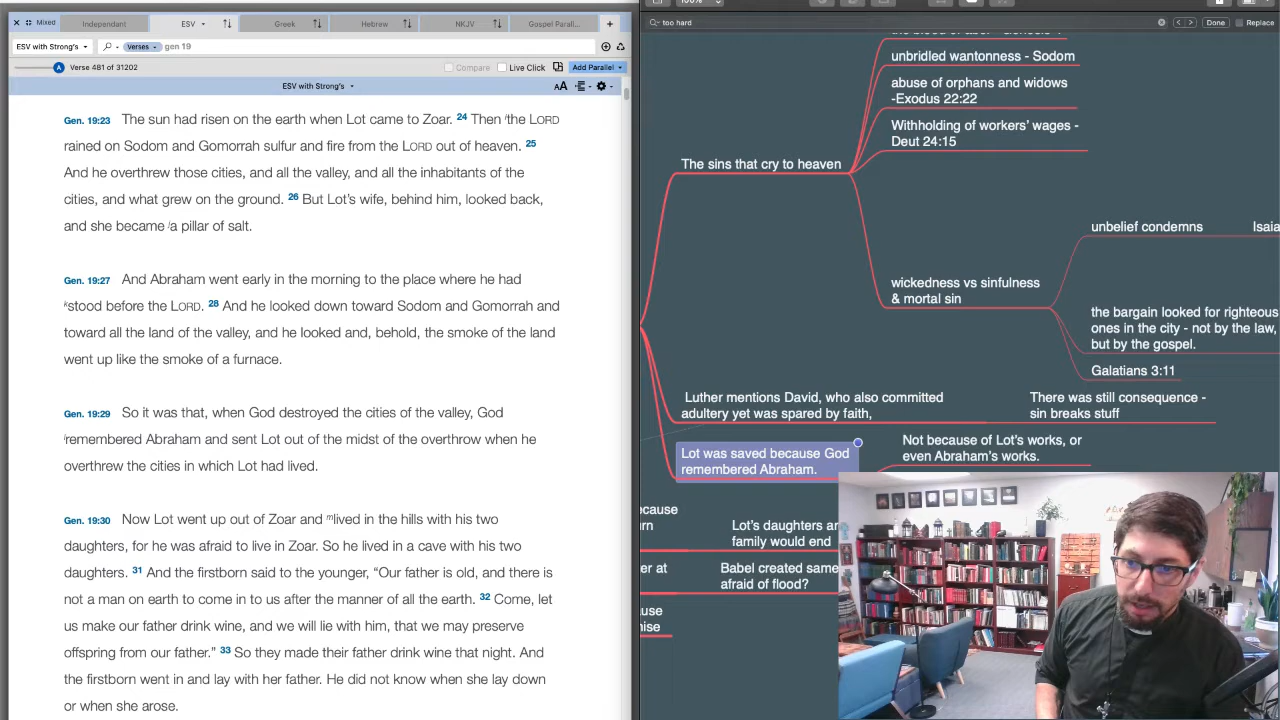 Mixed
Independent
ESV
Greek
Hebrew
NKJV
Gospel Parall...
ESV with Strong's
Verses
gen 19
Verse 481 of 31202
Compare
Live Click
Add Parallel
ESV with Strong's
AA
Gen. 19:23 The sun had risen on the earth when Lot came to Zoar. 24 Then the LORD
rained on Sodom and Gomorrah sulfur and fire from the LORD out of heaven. 25
And he overthrew those cities, and all the valley, and all the inhabitants of the
cities, and what grew on the ground. 26 But Lot's wife, behind him, looked back,
and she became a pillar of salt.
Gen. 19:27 And Abraham went early in the morning to the place where he had
kstood before the LORD. 28 And he looked down toward Sodom and Gomorrah and
toward all the land of the valley, and he looked and, behold, the smoke of the land
went up like the smoke of a furnace.
Gen. 19:29 So it was that, when God destroyed the cities of the valley, God
remembered Abraham and sent Lot out of the midst of the overthrow when he
overthrew the cities in which Lot had lived.
Gen. 19:30 Now Lot went up out of Zoar and mlived in the hills with his two
daughters, for he was afraid to live in Zoar. So he lived in a cave with his two
daughters. 31 And the firstborn said to the younger, “Our father is old, and there is
not a man on earth to come in to us after the manner of all the earth. 32 Come, let
us make our father drink wine, and we will lie with him, that we may preserve
offspring from our father.” 33 So they made their father drink wine that night. And
the firstborn went in and lay with her father. He did not know when she lay down
or when she arose.
too hard
Done
Replace
unbridled wantonness - Sodom
abuse of orphans and widows
-Exodus 22:22
Withholding of workers’ wages -
Deut 24:15
The sins that cry to heaven
unbelief condemns
Isaia
wickedness vs sinfulness
& mortal sin
the bargain looked for righteous
ones in the city - not by the law,
but by the gospel.
Galatians 3:11
Luther mentions David, who also committed
adultery yet was spared by faith,
There was still consequence -
sin breaks stuff
Lot was saved because God
remembered Abraham.
Not because of Lot’s works, or
even Abraham’s works.
ecause
rn
Lot’s daughters ar
family would end
er at
Babel created same
afraid of flood?
use
nise